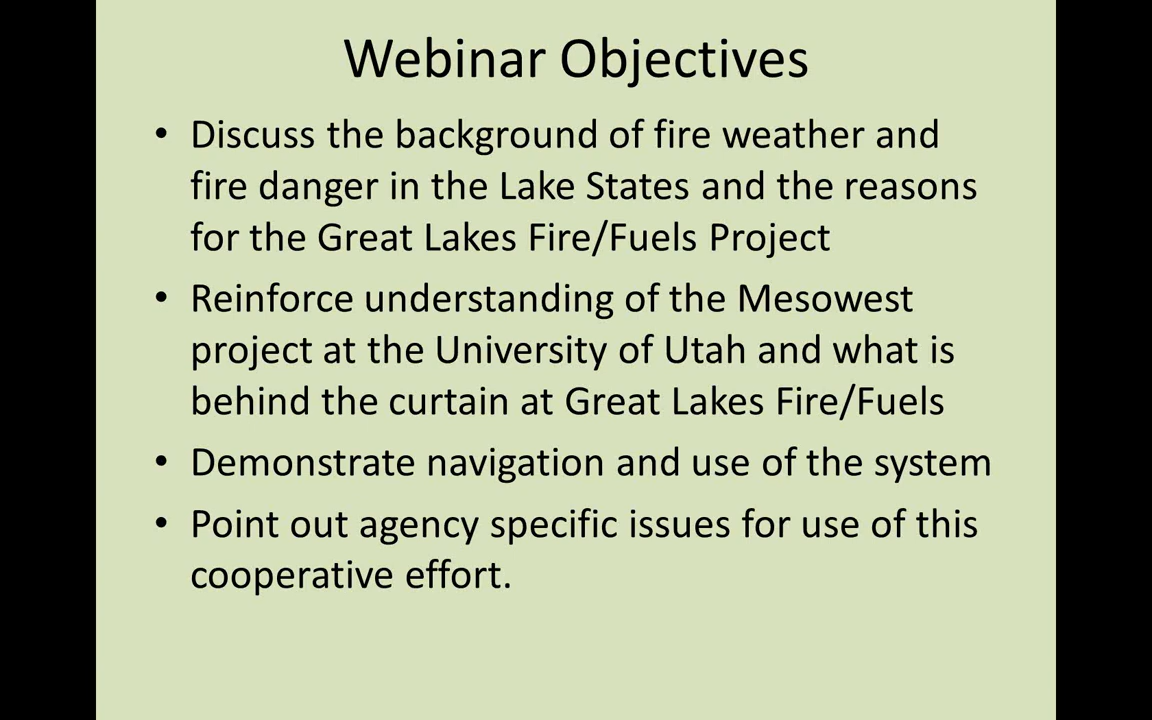 Webinar Objectives
• Discuss the background of fire weather and
fire danger in the Lake States and the reasons
for the Great Lakes Fire/Fuels Project
• Reinforce understanding of the Mesowest
project at the University of Utah and what is
behind the curtain at Great Lakes Fire/Fuels
• Demonstrate navigation and use of the system
• Point out agency specific issues for use of this
cooperative effort.